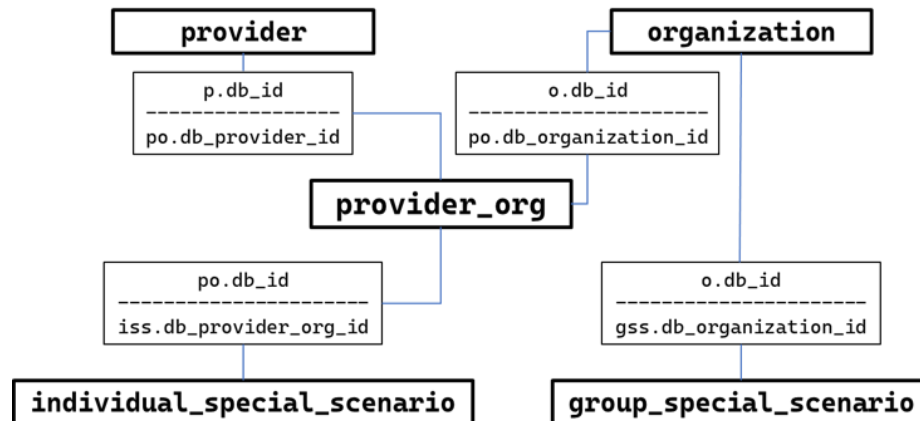 provider
organization
p.db_id
-----------------
po.db_provider_id
o.db_id
---------------------
po.db_organization_id
provider_org
po.db_id
----------------------
iss.db_provider_org_id
o.db_id
----------------------
gss.db_organization_id
individual_special_scenario
group_special_scenario